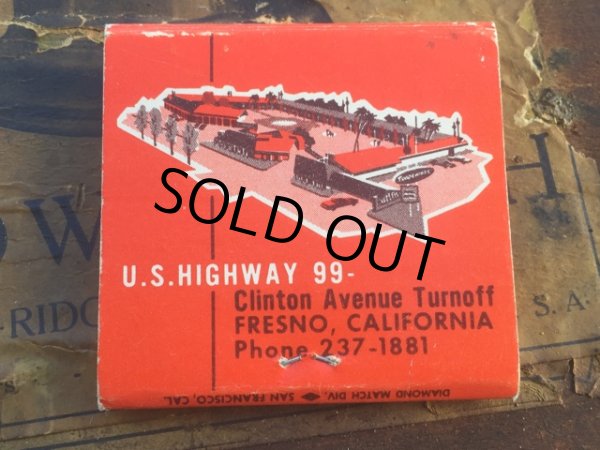 SOLD OUT
U.S.HIGHWAY 99-
Clinton Avenue Turnoff
FRESNO, CALIFORNIA
Phone 237-1881
DIAMOND MATCH DIV. SAN FRANCISCO, CAL.
S. A.